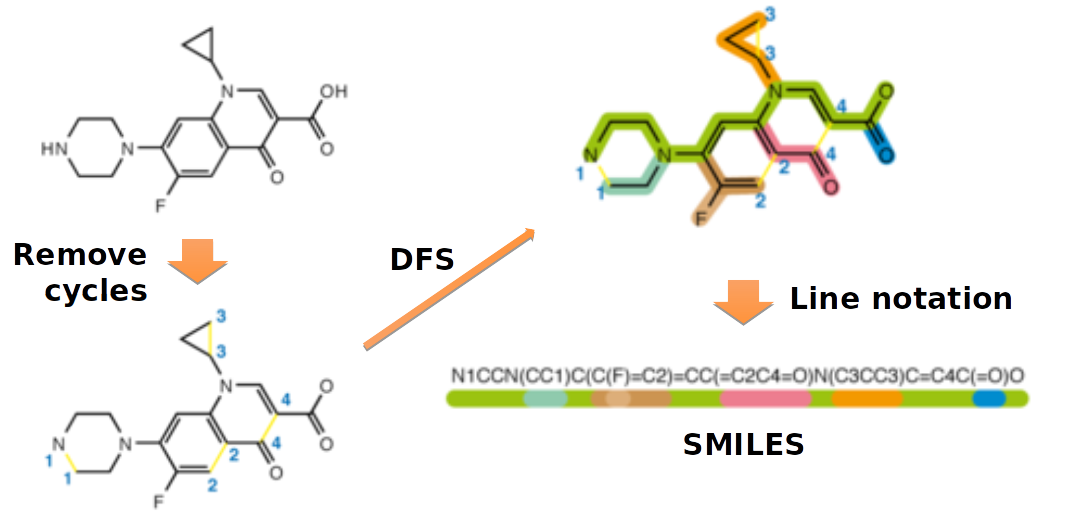 N
OH
O
O
HN
N
F
Remove
cycles
DFS
3
3
N
O
4
O
4
O
N
N
1
1
2
2
F
3
3
N
4
O
O
4
O
N
N
1
1
2
2
F
Line notation
N1CCN(CC1)C(C(F)=C2)=CC(=C2C4=O)N(C3CC3)C=C4C(=O)O
SMILES